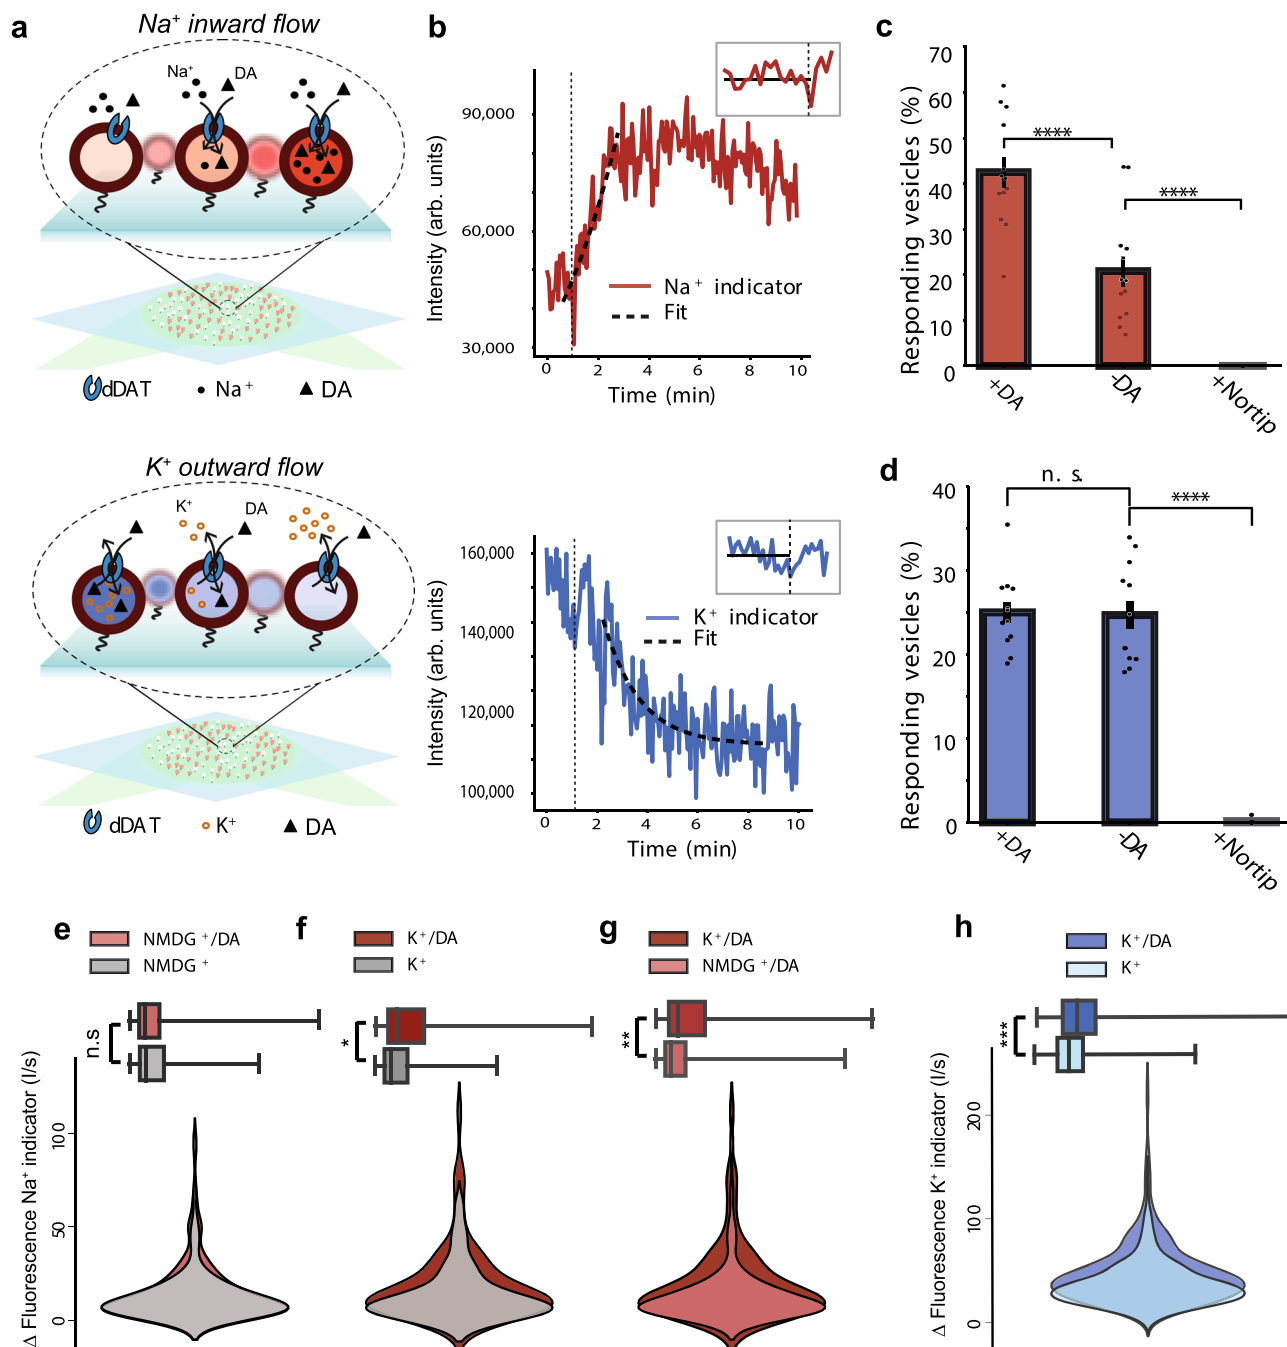 a
Na+ inward flow
Na+
DA
dDAT
Na+
DA
K+ outward flow
K+
DA
dDAT
K+
DA
b
Intensity (arb. units)
90,000
60,000
30,000
Na+ indicator
Fit
0 2 4 6 8 10
Time (min)
Intensity (arb. units)
160,000
140,000
120,000
100,000
K+ indicator
Fit
0 2 4 6 8 10
Time (min)
c
Responding vesicles (%)
70
60
50
40
30
20
10
0
****
****
+DA
-DA
+Nortip
d
Responding vesicles (%)
40
30
20
10
0
n. s.
****
+DA
-DA
+Nortip
e
NMDG +/DA
NMDG +
n.s
Δ Fluorescence Na+ indicator (I/s)
100
50
0
f
K+/DA
K+
*
g
K+/DA
NMDG +/DA
**
h
K+/DA
K+
***
Δ Fluorescence K+ indicator (I/s)
200
100
0